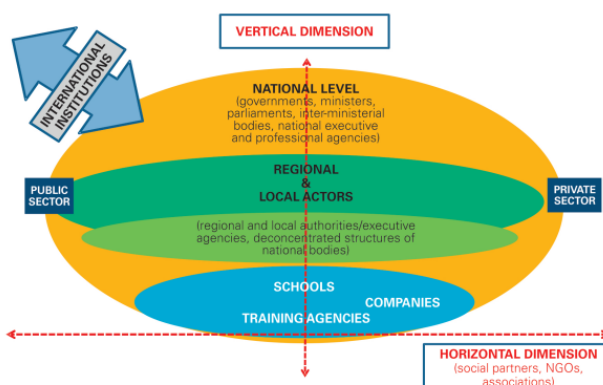 VERTICAL DIMENSION
INTERNATIONAL
INSTITUTIONS
NATIONAL LEVEL
(governments, ministers,
parliaments, inter-ministerial
bodies, national executive
and professional agencies)
REGIONAL
&
LOCAL ACTORS
PUBLIC
SECTOR
PRIVATE
SECTOR
(regional and local authorities/executive
agencies, deconcentrated structures of
national bodies)
SCHOOLS
COMPANIES
TRAINING AGENCIES
HORIZONTAL DIMENSION
(social partners, NGOs,
associations)